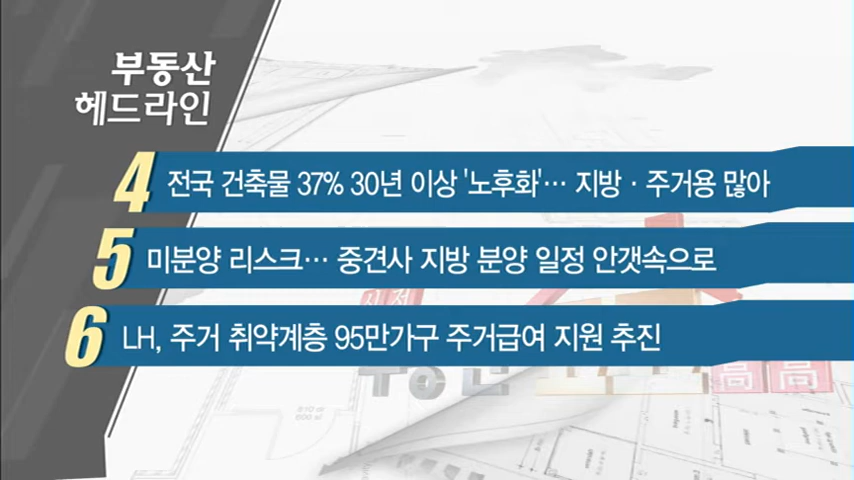 부동산
헤드라인
4 전국 건축물 37% 30년 이상 '노후화'… 지방·주거용 많아
5 미분양 리스크… 중견사 지방 분양 일정 안갯속으로
6 LH, 주거 취약계층 95만가구 주거급여 지원 추진
高 高